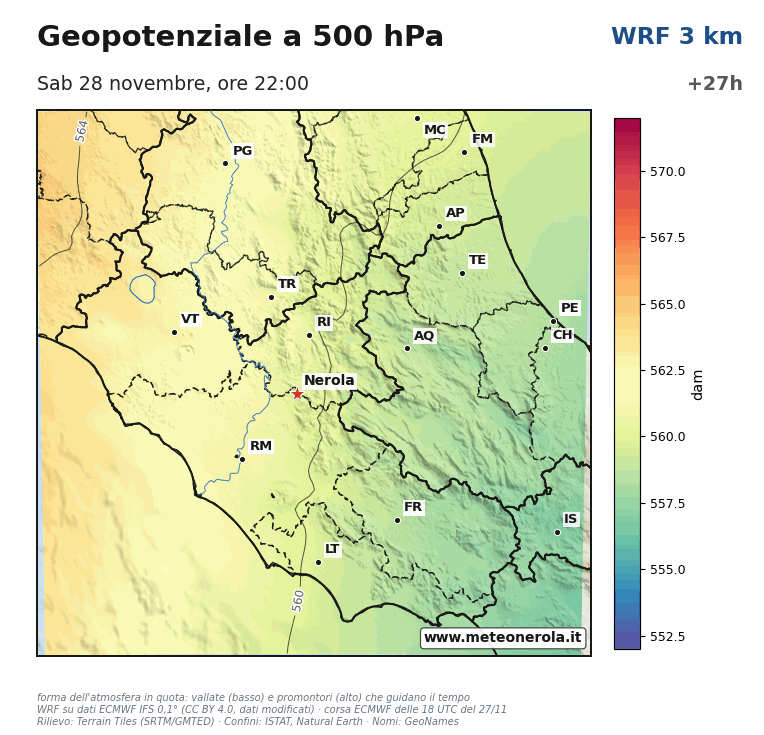 Geopotenziale a 500 hPa
WRF 3 km
Sab 28 novembre, ore 22:00
+27h
564
MC
FM
PG
AP
TE
TR
PE
VT
RI
CH
AQ
Nerola
RM
FR
IS
LT
560
www.meteonerola.it
570.0
567.5
565.0
562.5
560.0
557.5
555.0
552.5
dam
forma dell'atmosfera in quota: vallate (basso) e promontori (alto) che guidano il tempo
WRF su dati ECMWF IFS 0,1° (CC BY 4.0, dati modificati) · corsa ECMWF delle 18 UTC del 27/11
Rilievo: Terrain Tiles (SRTM/GMTED) · Confini: ISTAT, Natural Earth · Nomi: GeoNames